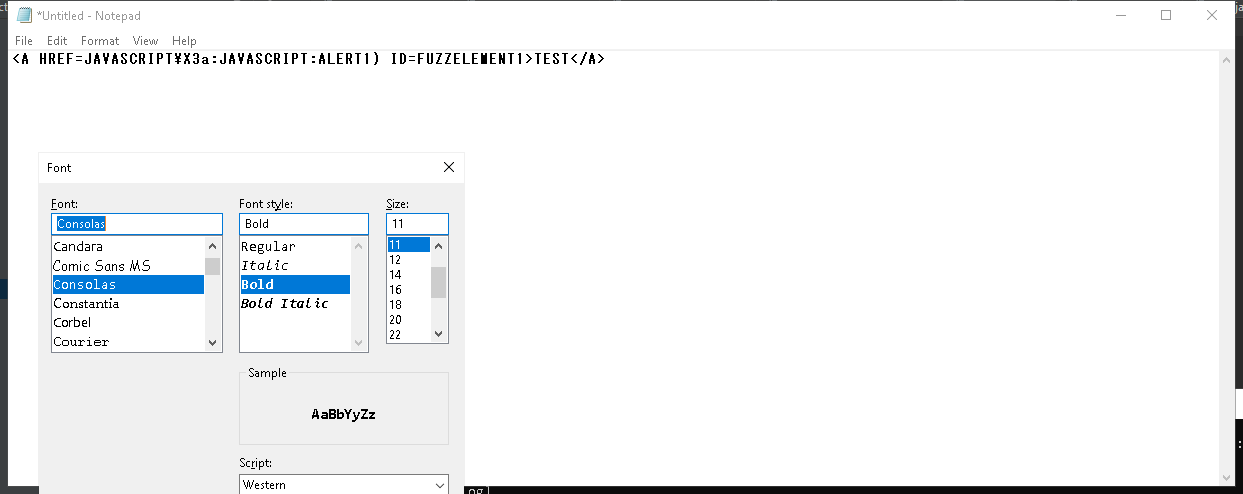 *Untitled - Notepad
File Edit Format View Help
<A HREF=JAVASCRIPT¥X3a:JAVASCRIPT:ALERT1) ID=FUZZELEMENT1>TEST</A>
Font
Font: Font style: Size:
Consolas Bold 11
Candara Regular 11
Comic Sans MS Italic 12
Consolas Bold 14
Constantia Bold Italic 16
Corbel 18
Courier 20
22
Sample
AaBbYyZz
Script:
Western